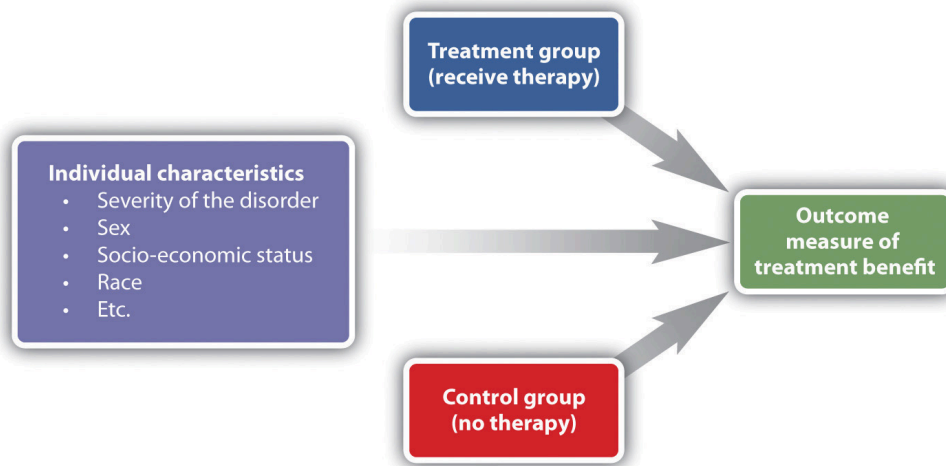 Treatment group
(receive therapy)
Individual characteristics
• Severity of the disorder
• Sex
• Socio-economic status
• Race
• Etc.
Outcome
measure of
treatment benefit
Control group
(no therapy)